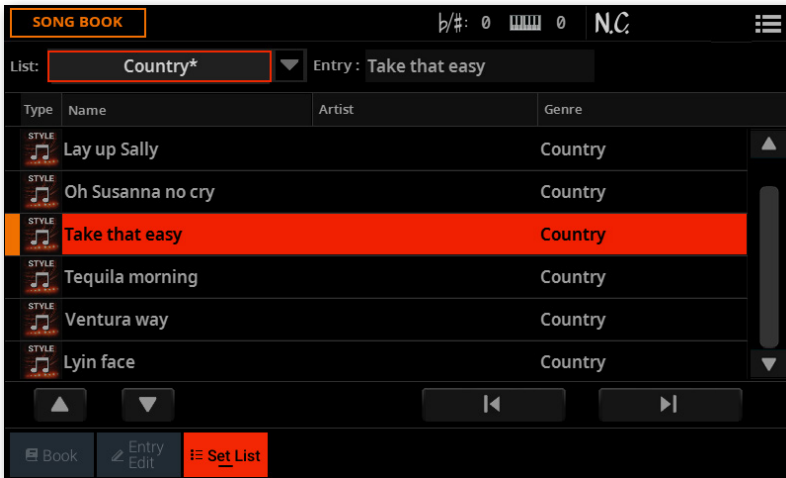 SONG BOOK ♭/♯: 0 0 N.C.
List: Country* Entry : Take that easy
Type Name Artist Genre
STYLE Lay up Sally Country
STYLE Oh Susanna no cry Country
STYLE Take that easy Country
STYLE Tequila morning Country
STYLE Ventura way Country
STYLE Lyin face Country
Book Entry Edit Set List